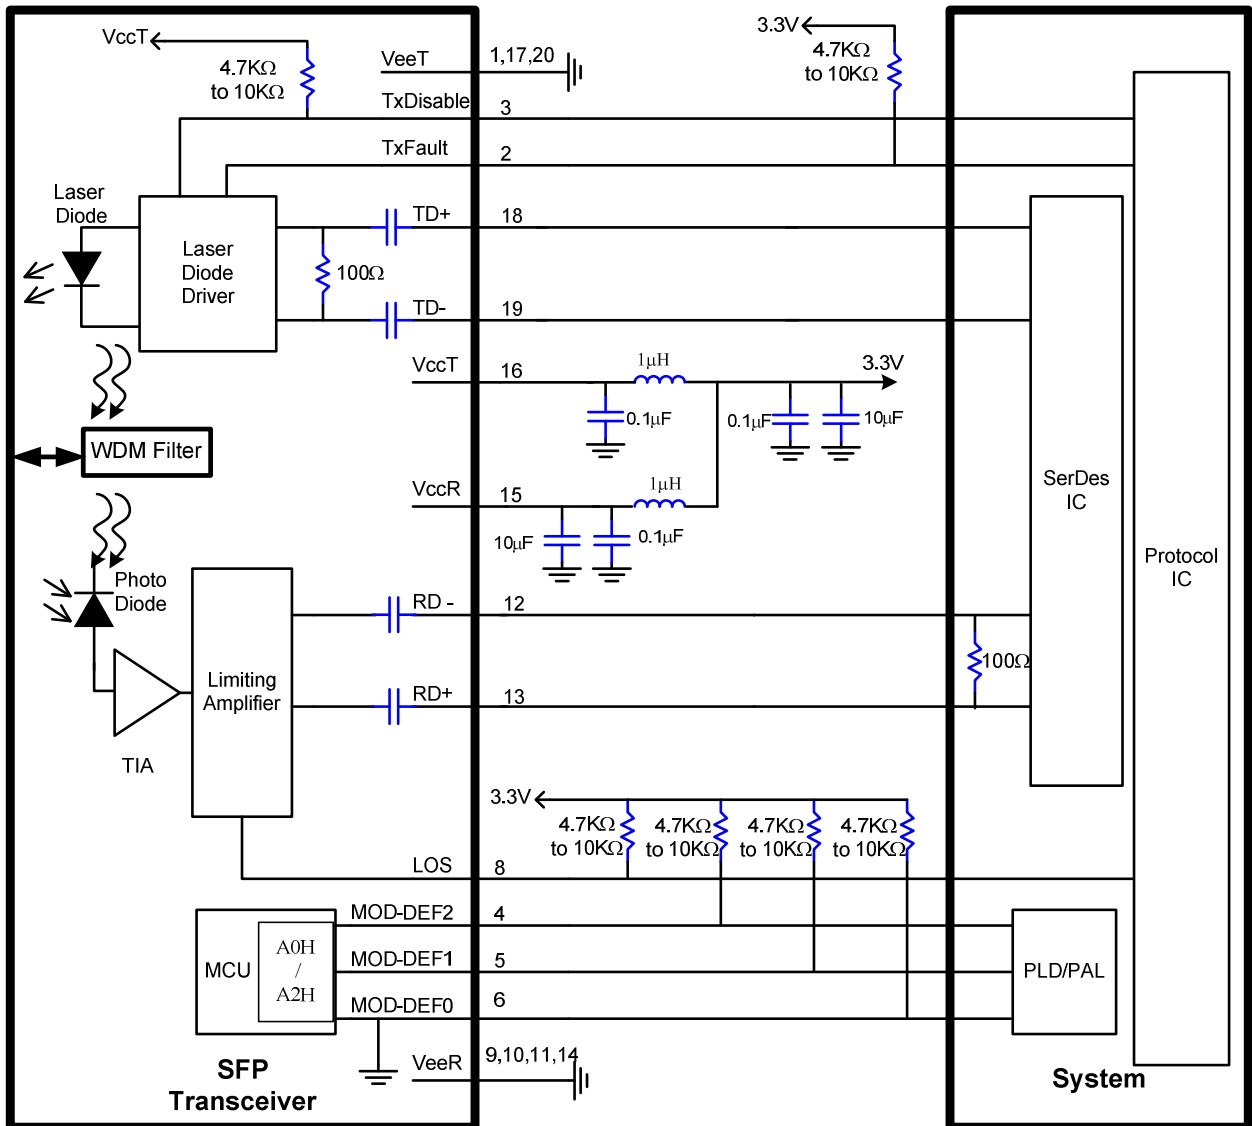 VccT
4.7KΩ
to 10KΩ
VeeT
1,17,20
3.3V
4.7KΩ
to 10KΩ
TxDisable
3
TxFault
2
Laser
Diode
Laser
Diode
Driver
TD+
18
100Ω
TD-
19
VccT
16
1μH
3.3V
0.1μF
0.1μF
10μF
WDM Filter
VccR
15
1μH
10μF
0.1μF
SerDes
IC
Protocol
IC
Photo
Diode
RD -
12
Limiting
Amplifier
RD+
13
100Ω
TIA
3.3V
4.7KΩ
to 10KΩ
4.7KΩ
to 10KΩ
4.7KΩ
to 10KΩ
4.7KΩ
to 10KΩ
LOS
8
MOD-DEF2
4
MCU
A0H
/
A2H
MOD-DEF1
5
PLD/PAL
MOD-DEF0
6
VeeR
9,10,11,14
SFP
Transceiver
System